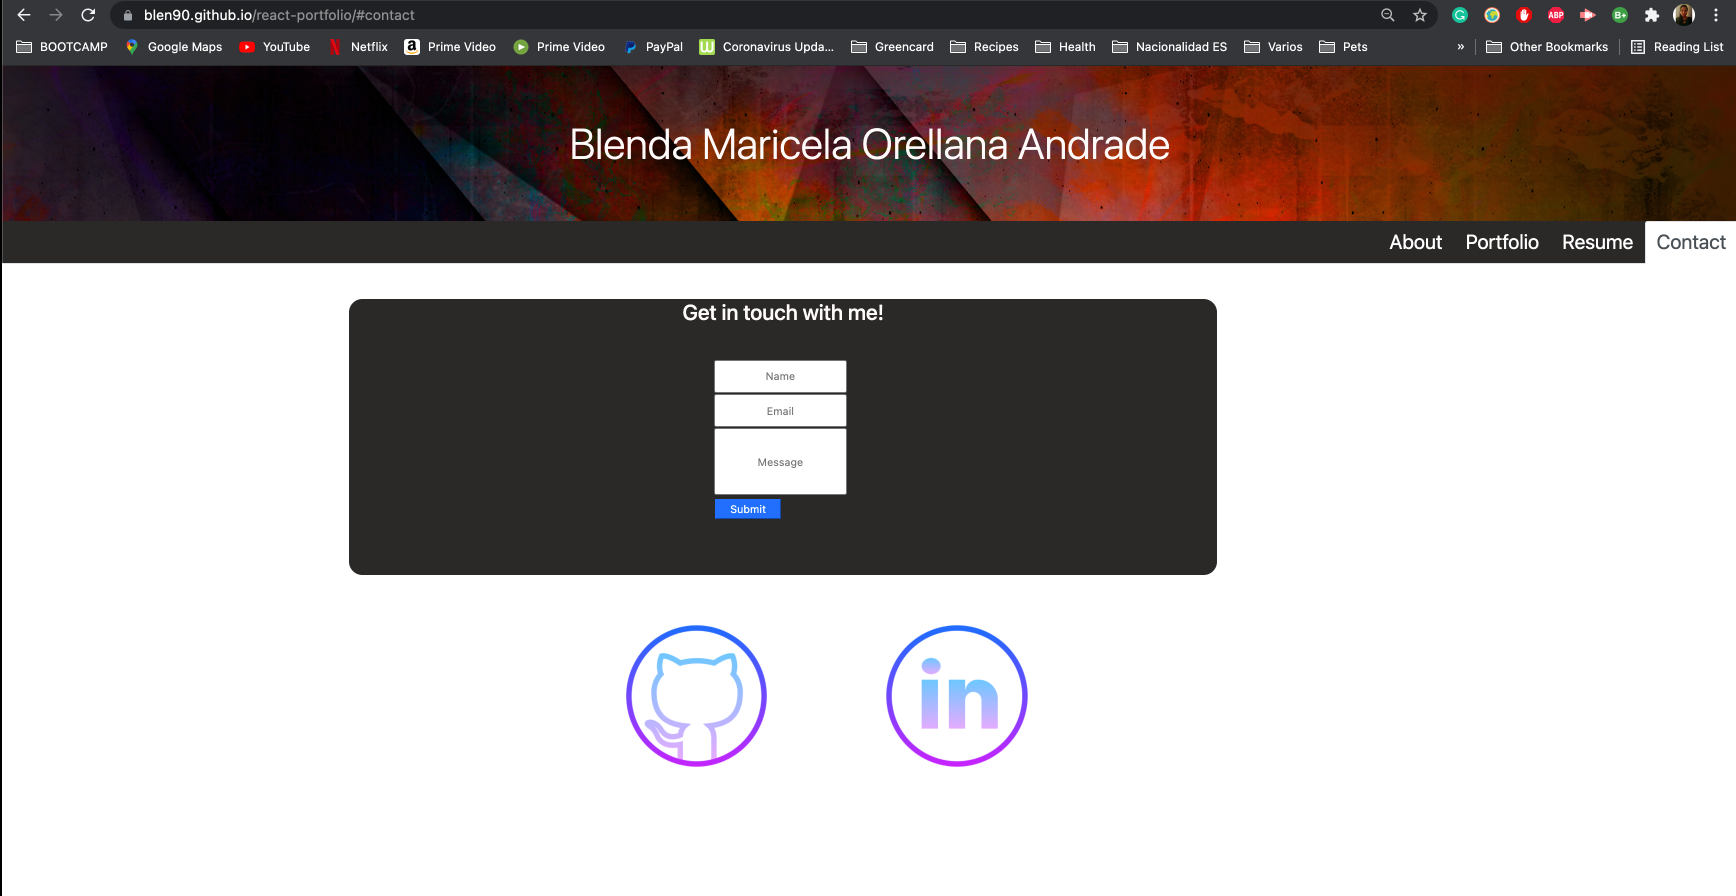 blen90.github.io/react-portfolio/#contact
BOOTCAMP Google Maps YouTube Netflix Prime Video Prime Video PayPal Coronavirus Upda... Greencard Recipes Health Nacionalidad ES Varios Pets » Other Bookmarks Reading List
Blenda Maricela Orellana Andrade
About Portfolio Resume Contact
Get in touch with me!
Name
Email
Message
Submit
in